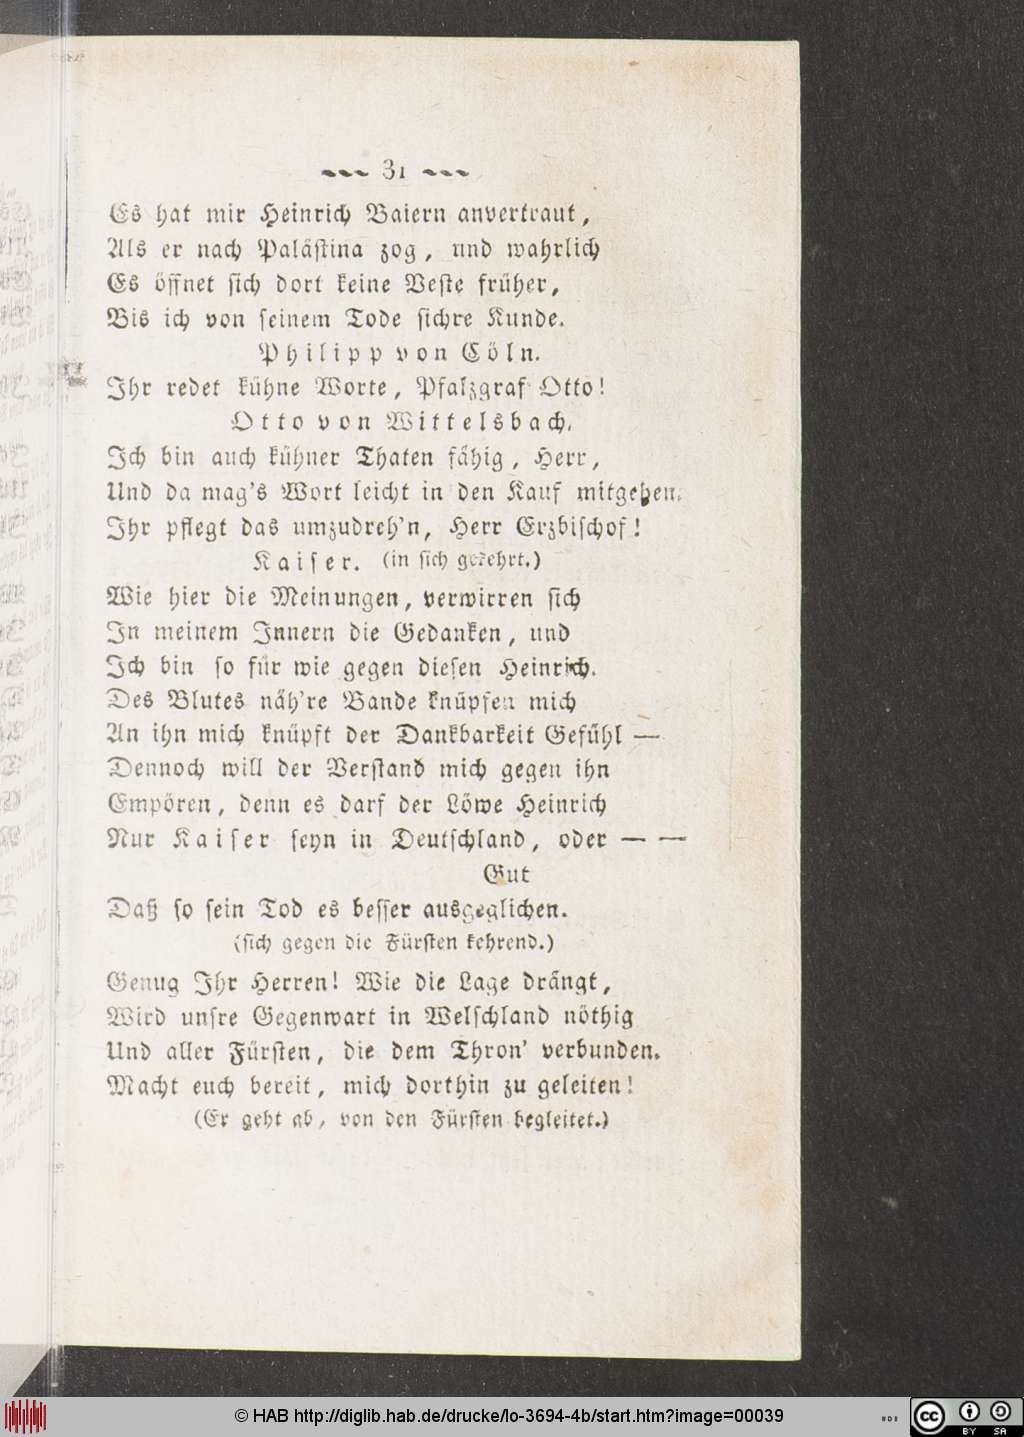 31
Es hat mir Heinrich Baiern anvertraut,
Als er nach Palästina zog, und wahrlich
Es öffnet sich dort keine Veste früher,
Bis ich von seinem Tode sichre Kunde.
Philipp von Cöln.
Ihr redet kühne Worte, Pfalzgraf Otto!
Otto von Wittelsbach.
Ich bin auch kühner Thaten fähig, Herr,
Und da mag's Wort leicht in den Kauf mitgehen.
Ihr pflegt das umzudreh'n, Herr Erzbischof!
Kaiser. (in sich gekehrt.)
Wie hier die Meinungen, verwirren sich
In meinem Innern die Gedanken, und
Ich bin so für wie gegen diesen Heinrich.
Des Blutes näh're Bande knüpfen mich
An ihn mich knüpft der Dankbarkeit Gefühl —
Dennoch will der Verstand mich gegen ihn
Empören, denn es darf der Löwe Heinrich
Nur Kaiser seyn in Deutschland, oder — —
Gut
Daß so sein Tod es besser ausgeglichen.
(sich gegen die Fürsten kehrend.)
Genug Ihr Herren! Wie die Lage drängt,
Wird unsre Gegenwart in Welschland nöthig
Und aller Fürsten, die dem Thron' verbunden.
Macht euch bereit, mich dorthin zu geleiten!
(Er geht ab, von den Fürsten begleitet.)
© HAB http://diglib.hab.de/drucke/lo-3694-4b/start.htm?image=00039
cc BY SA